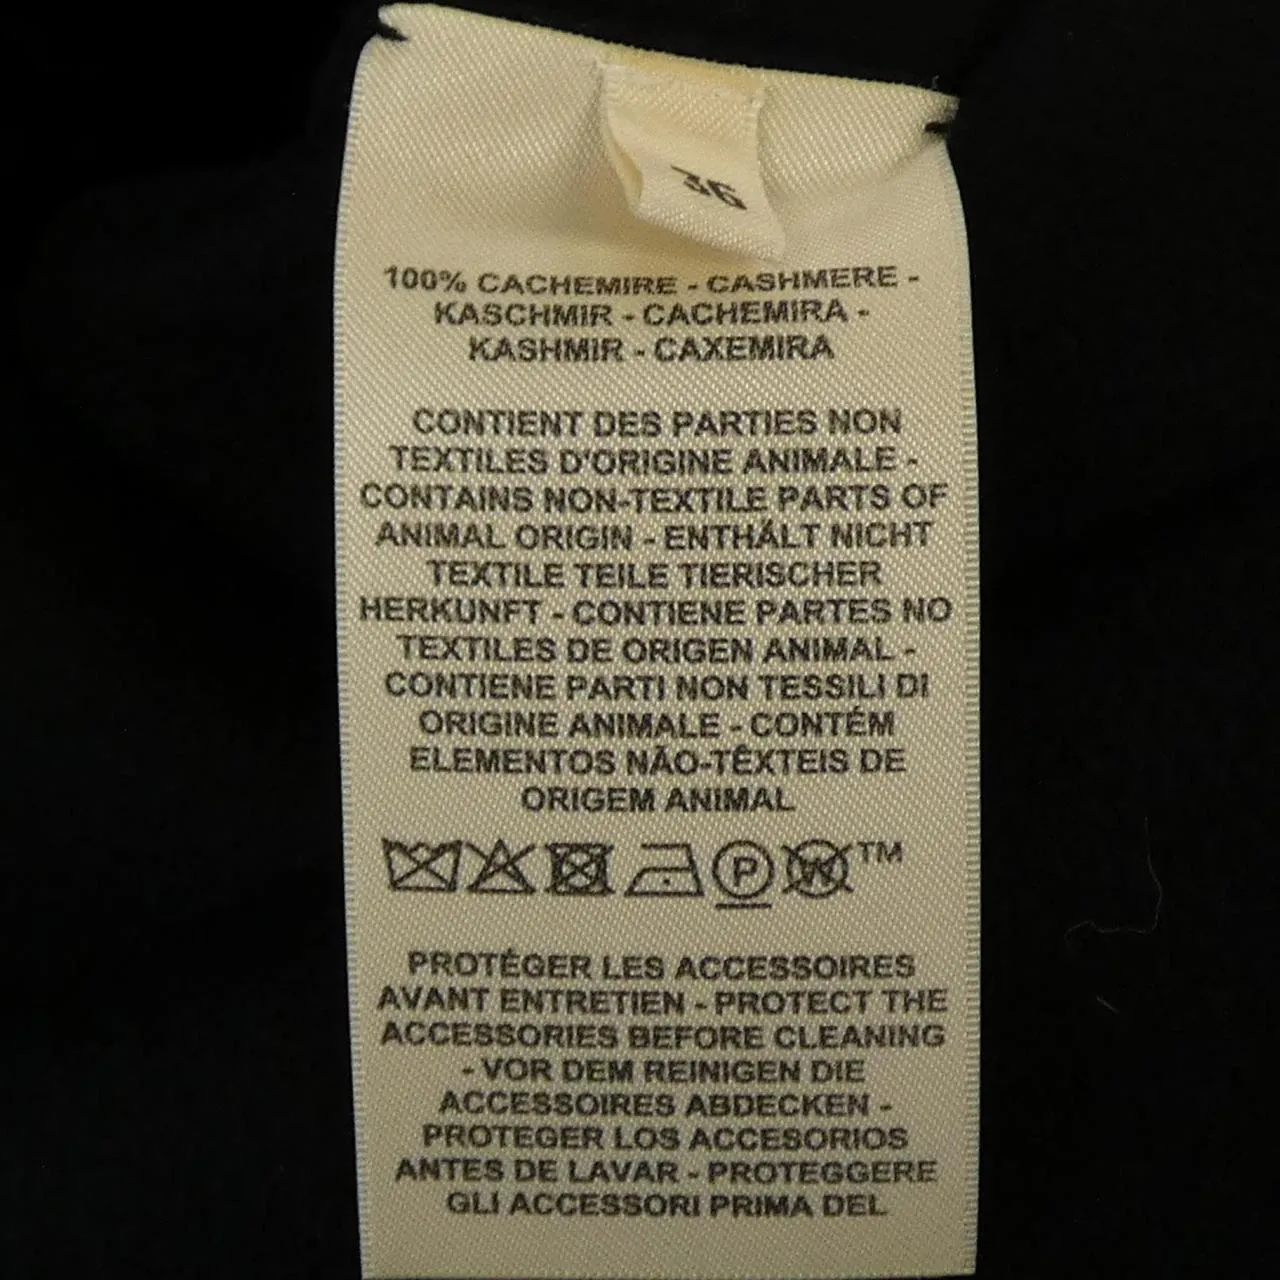 36
100% CACHEMIRE - CASHMERE -
KASCHMIR - CACHEMIRA -
KASHMIR - CAXEMIRA
CONTIENT DES PARTIES NON
TEXTILES D'ORIGINE ANIMALE -
CONTAINS NON-TEXTILE PARTS OF
ANIMAL ORIGIN - ENTHÄLT NICHT
TEXTILE TEILE TIERISCHER
HERKUNFT - CONTIENE PARTES NO
TEXTILES DE ORIGEN ANIMAL -
CONTIENE PARTI NON TESSILI DI
ORIGINE ANIMALE - CONTÉM
ELEMENTOS NÃO-TÊXTEIS DE
ORIGEM ANIMAL
P W TM
PROTÉGER LES ACCESSOIRES
AVANT ENTRETIEN - PROTECT THE
ACCESSORIES BEFORE CLEANING
- VOR DEM REINIGEN DIE
ACCESSOIRES ABDECKEN -
PROTEGER LOS ACCESORIOS
ANTES DE LAVAR - PROTEGGERE
GLI ACCESSORI PRIMA DEL